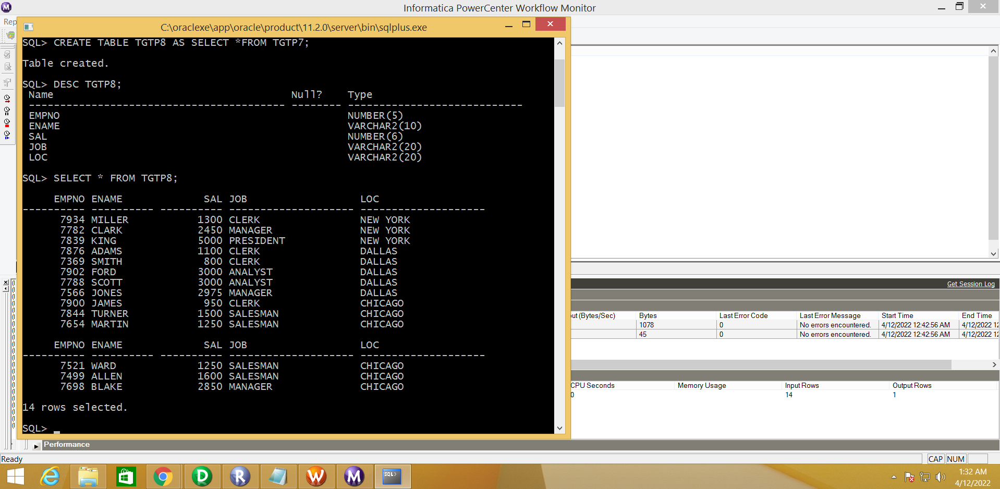 Informatica PowerCenter Workflow Monitor
Rep
C:\oraclexe\app\oracle\product\11.2.0\server\bin\sqlplus.exe
SQL> CREATE TABLE TGTP8 AS SELECT *FROM TGTP7;
Table created.
SQL> DESC TGTP8;
Name Null? Type
----------------------------------------- -------- ----------------------------
EMPNO NUMBER(5)
ENAME VARCHAR2(10)
SAL NUMBER(6)
JOB VARCHAR2(20)
LOC VARCHAR2(20)
SQL> SELECT * FROM TGTP8;
EMPNO ENAME SAL JOB LOC
---------- ---------- ---------- -------------------- --------------------
7934 MILLER 1300 CLERK NEW YORK
7782 CLARK 2450 MANAGER NEW YORK
7839 KING 5000 PRESIDENT NEW YORK
7876 ADAMS 1100 CLERK DALLAS
7369 SMITH 800 CLERK DALLAS
7902 FORD 3000 ANALYST DALLAS
7788 SCOTT 3000 ANALYST DALLAS
7566 JONES 2975 MANAGER DALLAS
7900 JAMES 950 CLERK CHICAGO
7844 TURNER 1500 SALESMAN CHICAGO
7654 MARTIN 1250 SALESMAN CHICAGO
EMPNO ENAME SAL JOB LOC
---------- ---------- ---------- -------------------- --------------------
7521 WARD 1250 SALESMAN CHICAGO
7499 ALLEN 1600 SALESMAN CHICAGO
7698 BLAKE 2850 MANAGER CHICAGO
14 rows selected.
SQL>
Get Session Log
ut (Bytes/Sec) Bytes Last Error Code Last Error Message Start Time End Time
1078 0 No errors encountered. 4/12/2022 12:42:56 AM 4/12/2022 12
45 0 No errors encountered. 4/12/2022 12:42:56 AM 4/12/2022 12
CPU Seconds Memory Usage Input Rows Output Rows
0 14 1
Performance
Ready CAP NUM
D R W M SQL>
1:32 AM
4/12/2022